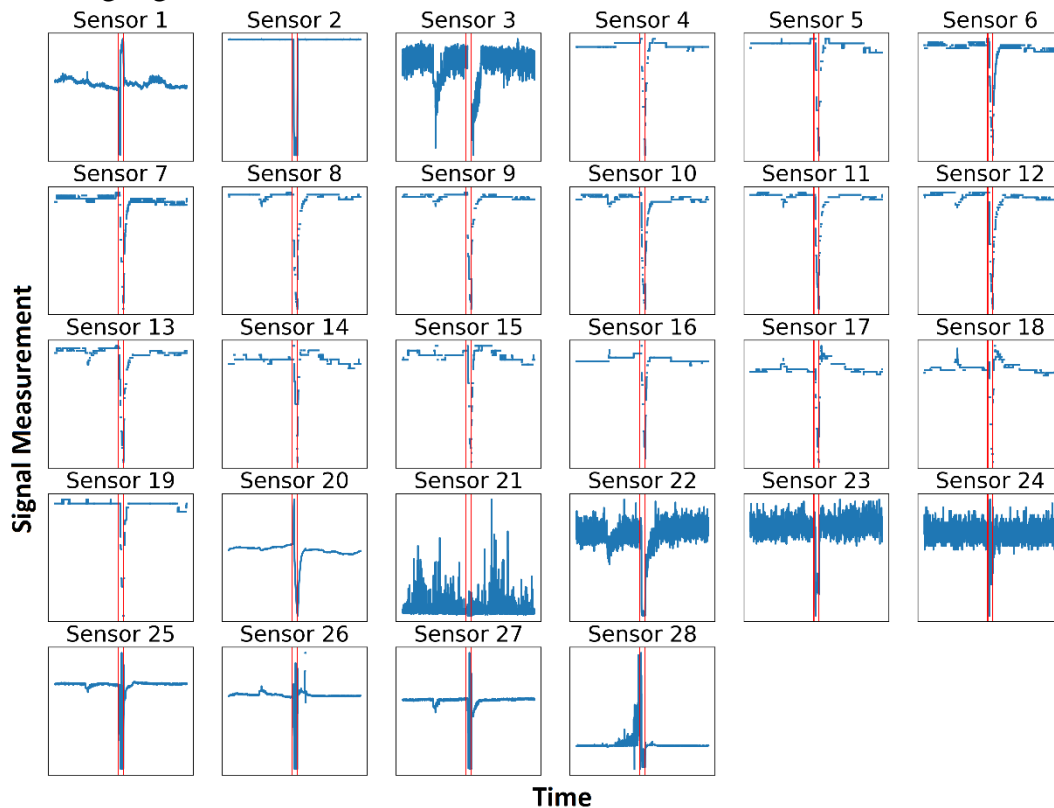 Sensor 1 Sensor 2 Sensor 3 Sensor 4 Sensor 5 Sensor 6
Sensor 7 Sensor 8 Sensor 9 Sensor 10 Sensor 11 Sensor 12
Sensor 13 Sensor 14 Sensor 15 Sensor 16 Sensor 17 Sensor 18
Sensor 19 Sensor 20 Sensor 21 Sensor 22 Sensor 23 Sensor 24
Sensor 25 Sensor 26 Sensor 27 Sensor 28
Signal Measurement
Time